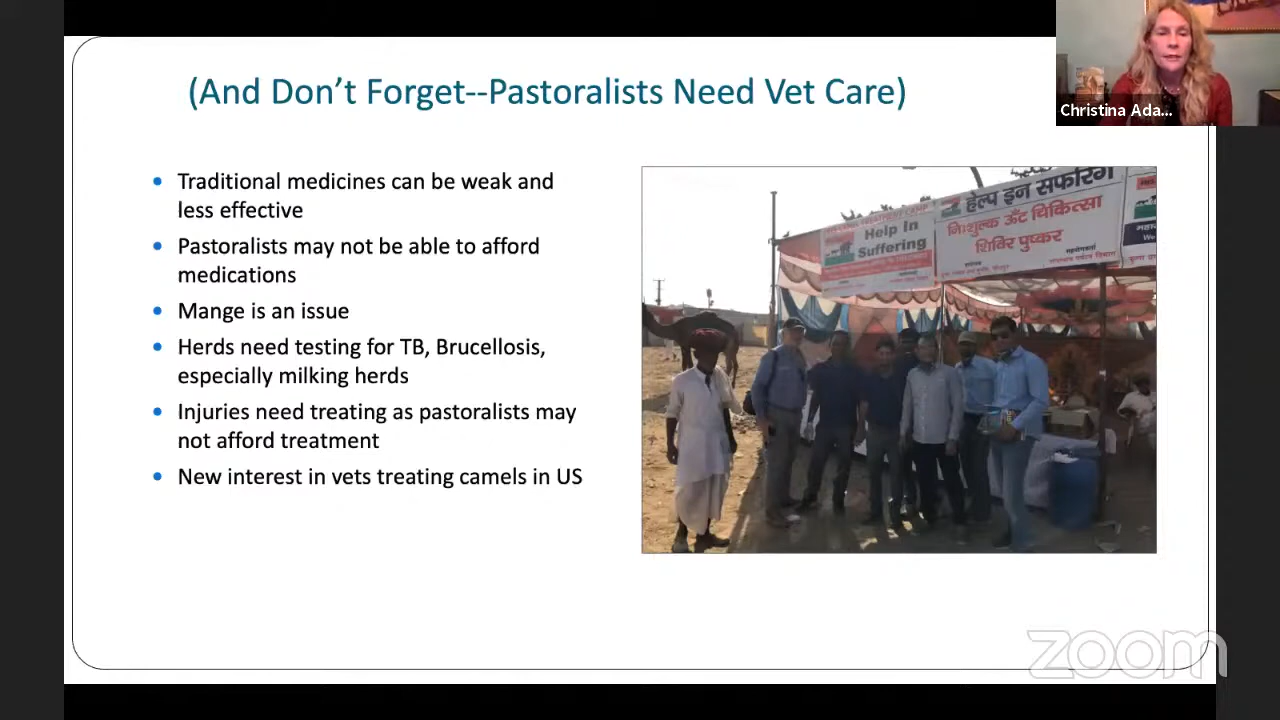 (And Don’t Forget--Pastoralists Need Vet Care)
Christina Ada...
• Traditional medicines can be weak and
less effective
• Pastoralists may not be able to afford
medications
• Mange is an issue
• Herds need testing for TB, Brucellosis,
especially milking herds
• Injuries need treating as pastoralists may
not afford treatment
• New interest in vets treating camels in US
Help In
Suffering
हेल्प इन सफरिंग
निःशुल्क ऊँट चिकित्सा
शिविर पुष्कर
zoom